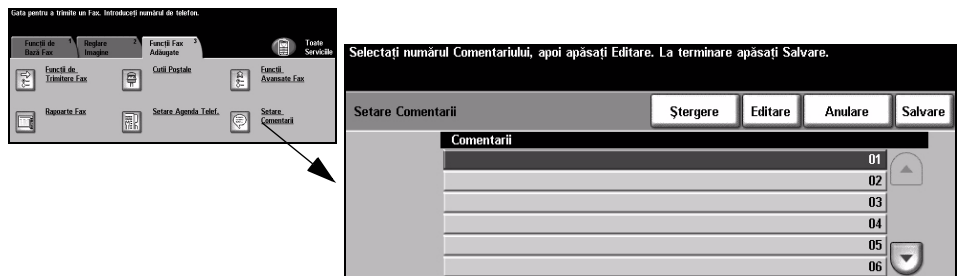 Gata pentru a trimite un Fax. Introduceți numărul de telefon.
Funcții de Bază Fax 1
Reglare Imagine 2
Funcții Fax Adăugate 3
Toate Serviciile
Funcții de Trimitere Fax
Cutii Poștale
Funcții Avansate Fax
Rapoarte Fax
Setare Agenda Telef.
Setare Comentarii
Selectați numărul Comentariului, apoi apăsați Editare. La terminare apăsați Salvare.
Setare Comentarii
Ștergere
Editare
Anulare
Salvare
Comentarii
01
02
03
04
05
06